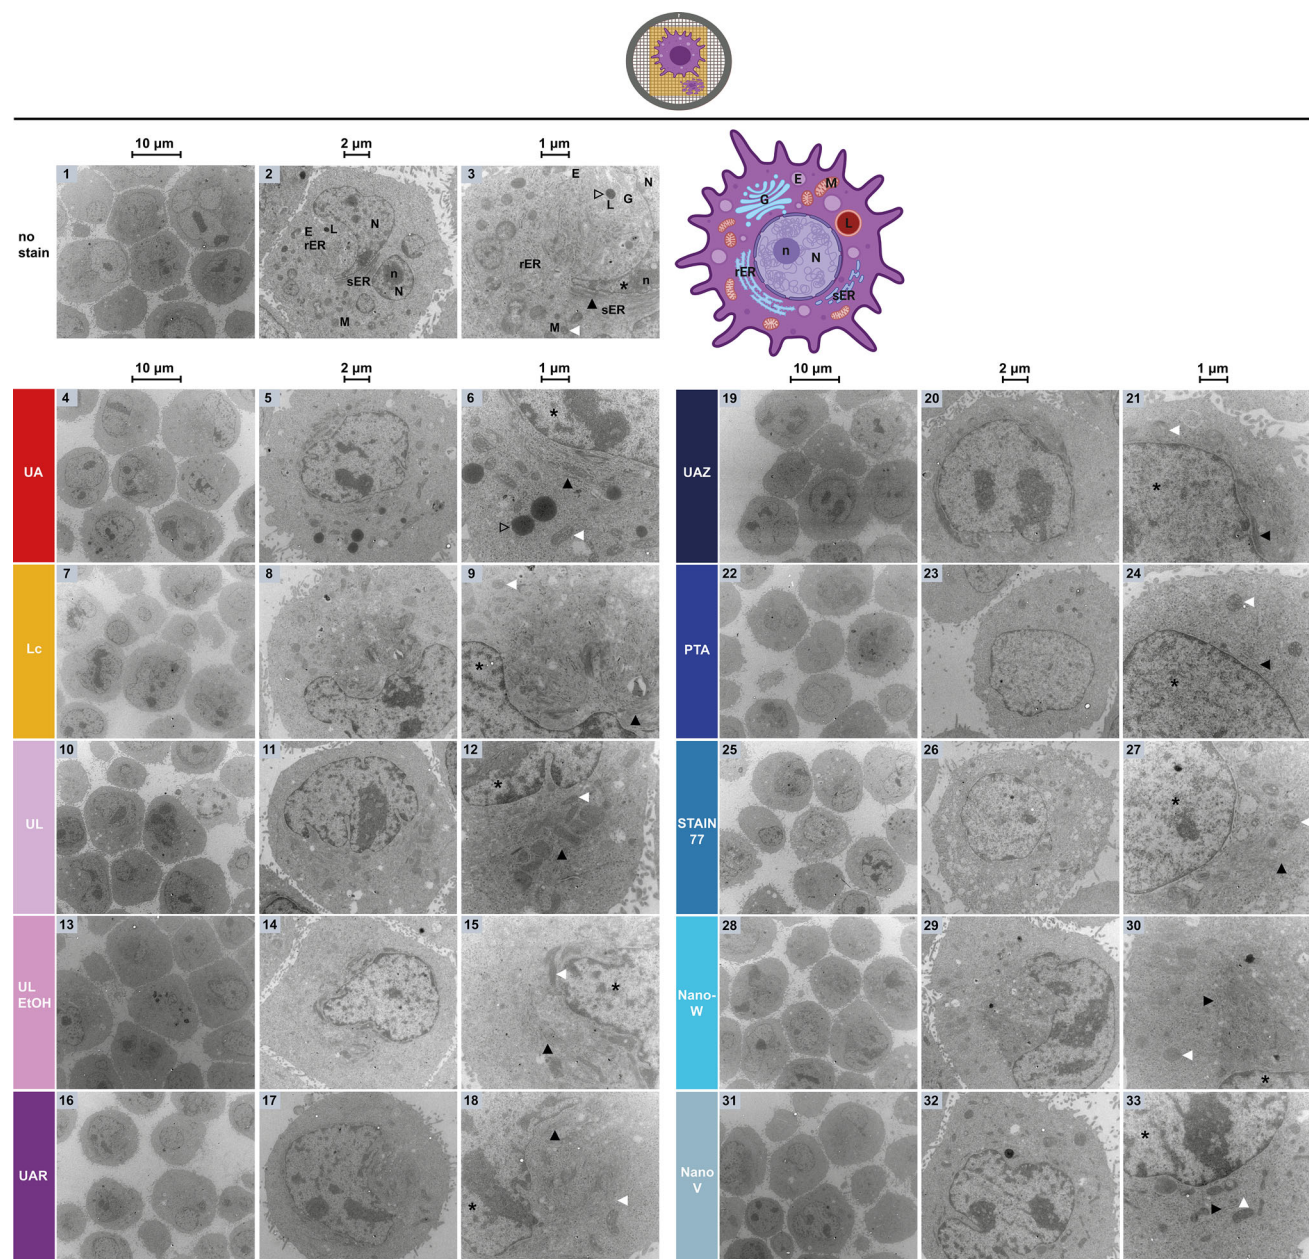 10 µm 2 µm 1 µm
no
stain
1 2 3
E L rER N sER n N M
E L G N rER * n sER M
G E M L n N rER sER
10 µm 2 µm 1 µm 10 µm 2 µm 1 µm
UA 4 5 6 *
UAZ 19 20 21 *
Lc 7 8 9 *
PTA 22 23 24 *
UL 10 11 12 *
STAIN
77
25 26 27 *
UL
EtOH
13 14 15 *
Nano-
W
28 29 30 *
UAR 16 17 18 *
Nano
V
31 32 33 *